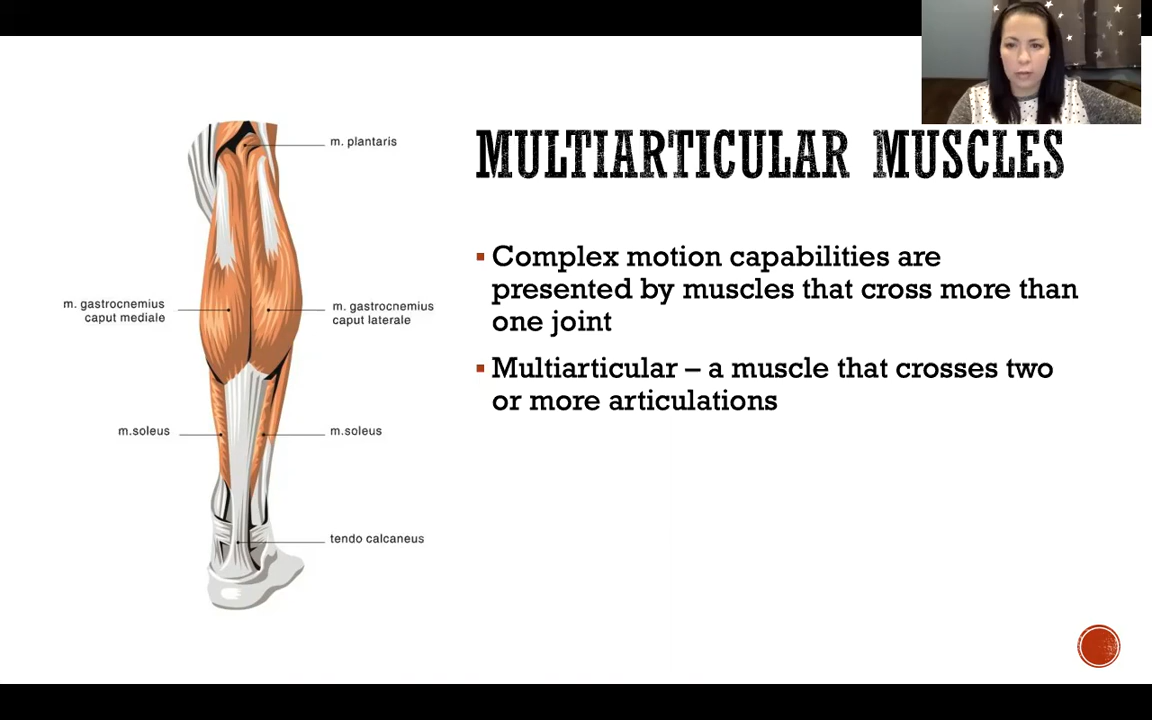 m. plantaris
m. gastrocnemius
caput mediale
m. gastrocnemius
caput laterale
m.soleus
m.soleus
tendo calcaneus
MULTIARTICULAR MUSCLES
▪ Complex motion capabilities are
presented by muscles that cross more than
one joint
▪ Multiarticular – a muscle that crosses two
or more articulations